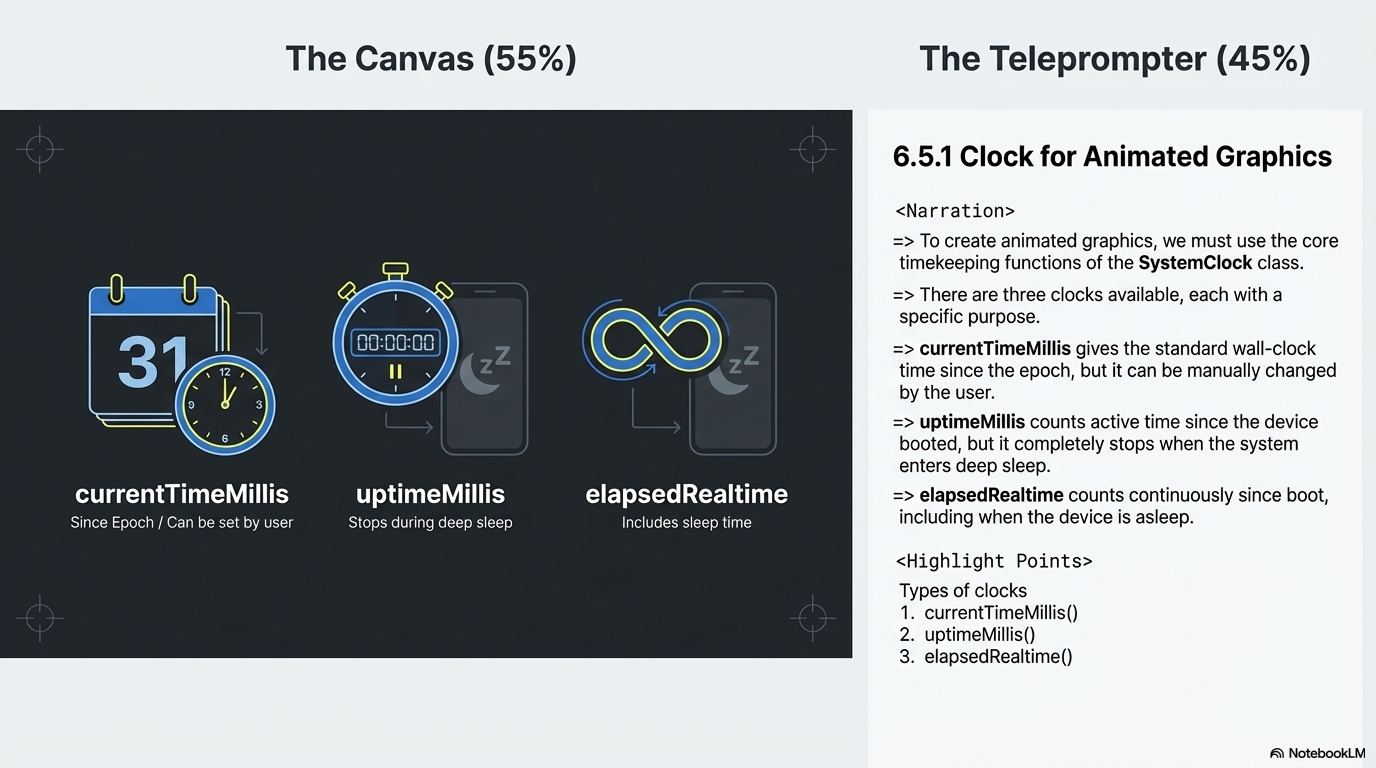 The Canvas (55%)
31
12
3
6
9
00:00:00
z
Z
z
Z
currentTimeMillis
Since Epoch / Can be set by user
uptimeMillis
Stops during deep sleep
elapsedRealtime
Includes sleep time
The Teleprompter (45%)
6.5.1 Clock for Animated Graphics
<Narration>
=> To create animated graphics, we must use the core
timekeeping functions of the SystemClock class.
=> There are three clocks available, each with a
specific purpose.
=> currentTimeMillis gives the standard wall-clock
time since the epoch, but it can be manually changed
by the user.
=> uptimeMillis counts active time since the device
booted, but it completely stops when the system
enters deep sleep.
=> elapsedRealtime counts continuously since boot,
including when the device is asleep.
<Highlight Points>
Types of clocks
1. currentTimeMillis()
2. uptimeMillis()
3. elapsedRealtime()
NotebookLM